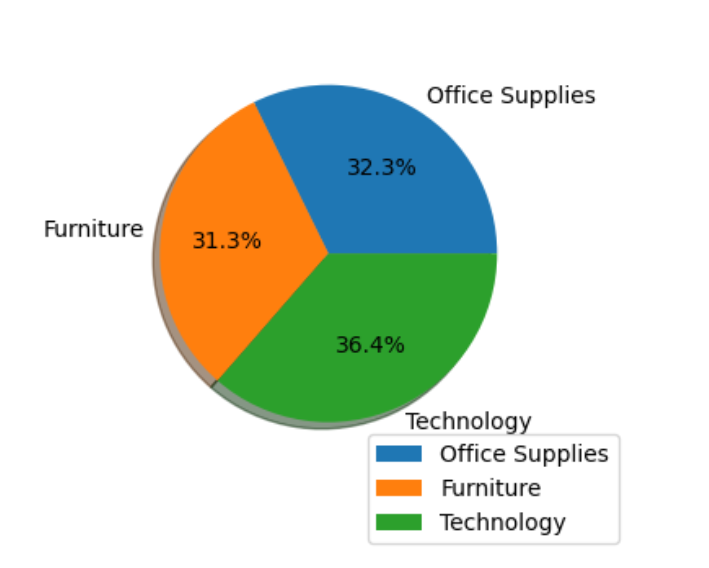 Office Supplies
32.3%
Furniture
31.3%
36.4%
Technology
Office Supplies
Furniture
Technology